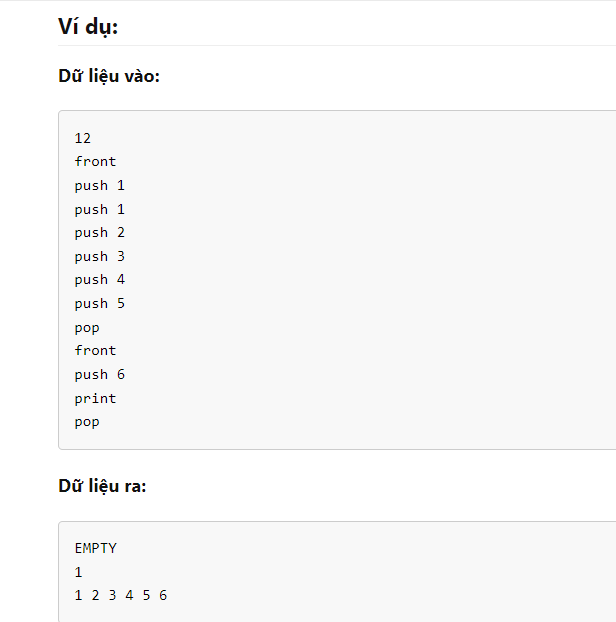 Ví dụ:
Dữ liệu vào:
12
front
push 1
push 1
push 2
push 3
push 4
push 5
pop
front
push 6
print
pop
Dữ liệu ra:
EMPTY
1
1 2 3 4 5 6